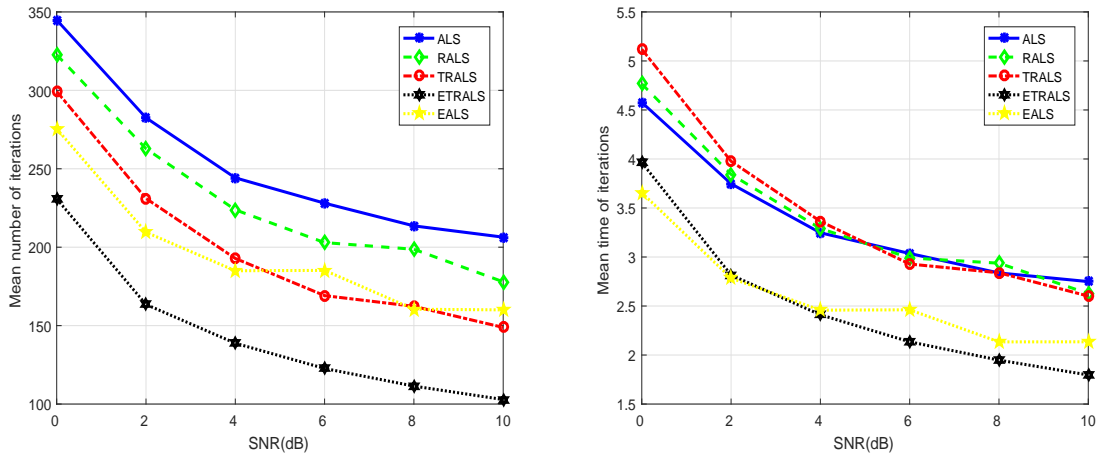 350
300
250
200
150
100
Mean number of iterations
0 2 4 6 8 10
SNR(dB)
ALS
RALS
TRALS
ETRALS
EALS
5.5
5
4.5
4
3.5
3
2.5
2
1.5
Mean time of iterations
0 2 4 6 8 10
SNR(dB)
ALS
RALS
TRALS
ETRALS
EALS